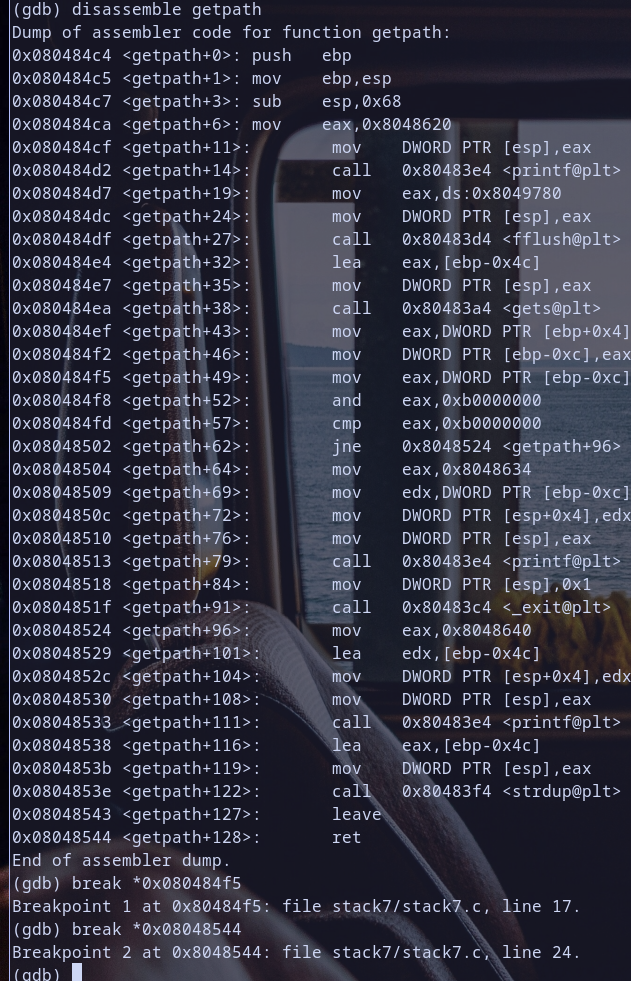 (gdb) disassemble getpath
Dump of assembler code for function getpath:
0x080484c4 <getpath+0>: push   ebp
0x080484c5 <getpath+1>: mov    ebp,esp
0x080484c7 <getpath+3>: sub    esp,0x68
0x080484ca <getpath+6>: mov    eax,0x8048620
0x080484cf <getpath+11>:        mov    DWORD PTR [esp],eax
0x080484d2 <getpath+14>:        call   0x80483e4 <printf@plt>
0x080484d7 <getpath+19>:        mov    eax,ds:0x8049780
0x080484dc <getpath+24>:        mov    DWORD PTR [esp],eax
0x080484df <getpath+27>:        call   0x80483d4 <fflush@plt>
0x080484e4 <getpath+32>:        lea    eax,[ebp-0x4c]
0x080484e7 <getpath+35>:        mov    DWORD PTR [esp],eax
0x080484ea <getpath+38>:        call   0x80483a4 <gets@plt>
0x080484ef <getpath+43>:        mov    eax,DWORD PTR [ebp+0x4]
0x080484f2 <getpath+46>:        mov    DWORD PTR [ebp-0xc],eax
0x080484f5 <getpath+49>:        mov    eax,DWORD PTR [ebp-0xc]
0x080484f8 <getpath+52>:        and    eax,0xb0000000
0x080484fd <getpath+57>:        cmp    eax,0xb0000000
0x08048502 <getpath+62>:        jne    0x8048524 <getpath+96>
0x08048504 <getpath+64>:        mov    eax,0x8048634
0x08048509 <getpath+69>:        mov    edx,DWORD PTR [ebp-0xc]
0x0804850c <getpath+72>:        mov    DWORD PTR [esp+0x4],edx
0x08048510 <getpath+76>:        mov    DWORD PTR [esp],eax
0x08048513 <getpath+79>:        call   0x80483e4 <printf@plt>
0x08048518 <getpath+84>:        mov    DWORD PTR [esp],0x1
0x0804851f <getpath+91>:        call   0x80483c4 <_exit@plt>
0x08048524 <getpath+96>:        mov    eax,0x8048640
0x08048529 <getpath+101>:       lea    edx,[ebp-0x4c]
0x0804852c <getpath+104>:       mov    DWORD PTR [esp+0x4],edx
0x08048530 <getpath+108>:       mov    DWORD PTR [esp],eax
0x08048533 <getpath+111>:       call   0x80483e4 <printf@plt>
0x08048538 <getpath+116>:       lea    eax,[ebp-0x4c]
0x0804853b <getpath+119>:       mov    DWORD PTR [esp],eax
0x0804853e <getpath+122>:       call   0x80483f4 <strdup@plt>
0x08048543 <getpath+127>:       leave
0x08048544 <getpath+128>:       ret
End of assembler dump.
(gdb) break *0x080484f5
Breakpoint 1 at 0x80484f5: file stack7/stack7.c, line 17.
(gdb) break *0x08048544
Breakpoint 2 at 0x8048544: file stack7/stack7.c, line 24.
(gdb)